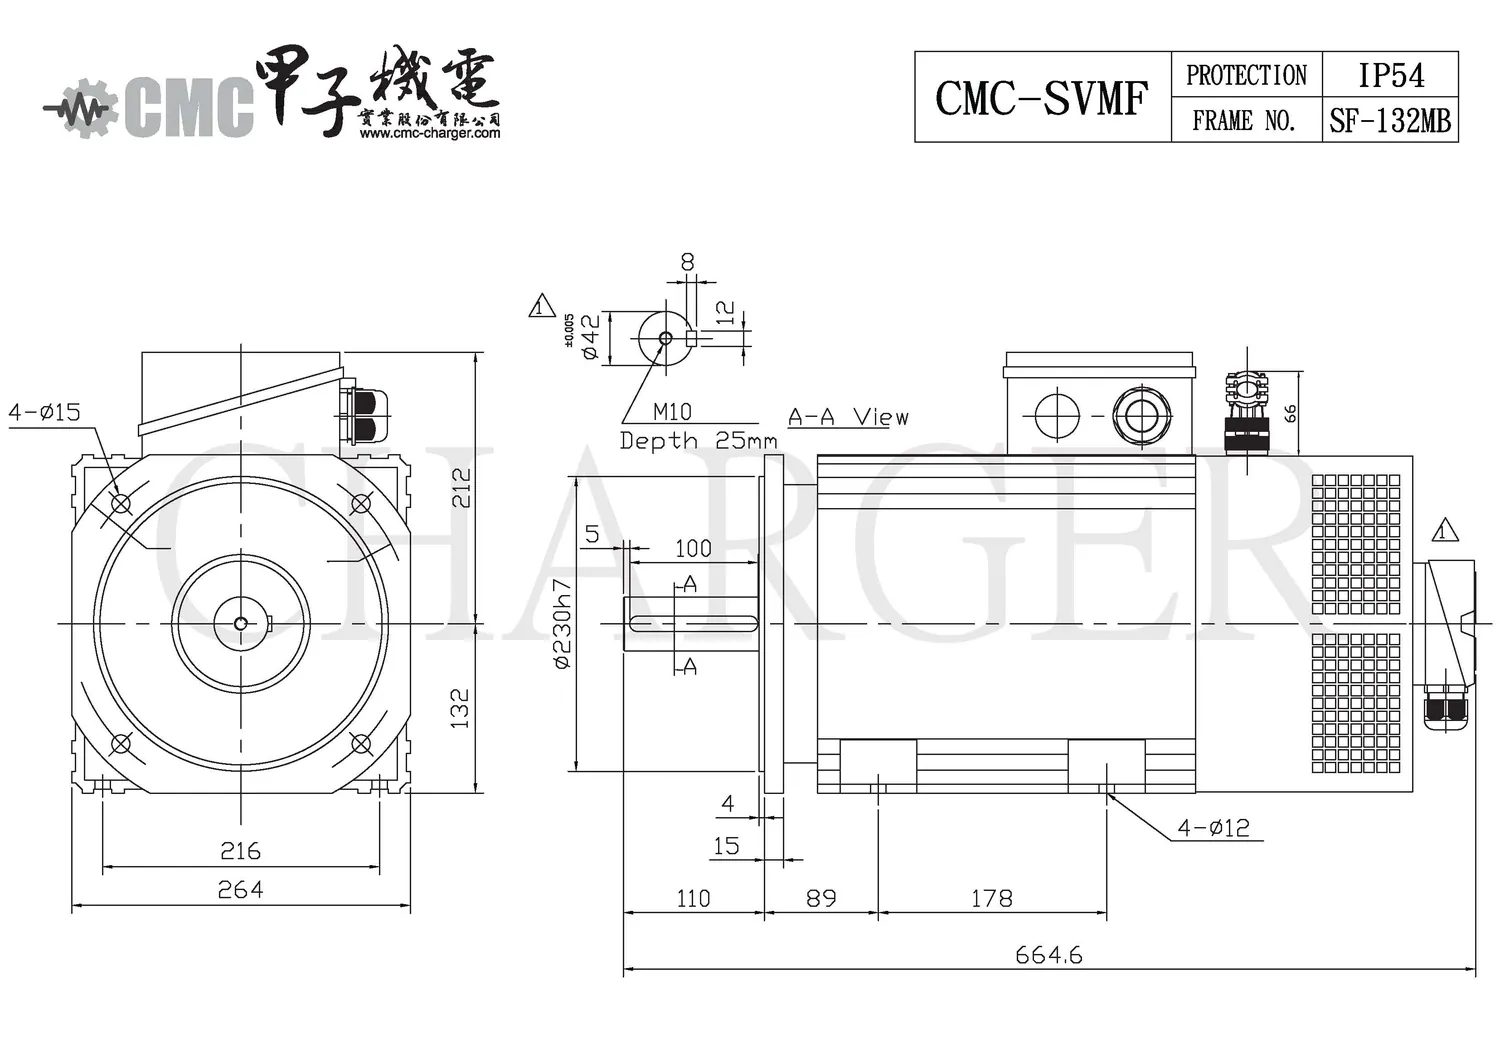 CMC 甲子機電
實業股份有限公司
www.cmc-charger.com
CMC-SVMF
PROTECTION
IP54
FRAME NO.
SF-132MB
8
1
±0.005
ø42
12
M10
Depth 25mm
A-A View
4-ø15
212
132
216
264
66
1
5
100
A
A
ø230h7
4
15
110
89
178
4-ø12
664.6
CHARGER